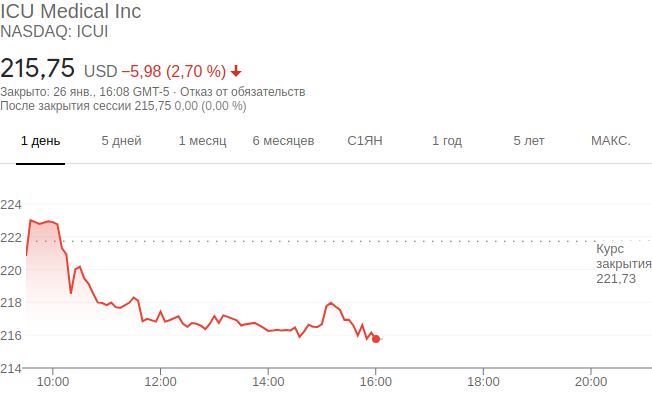 ICU Medical Inc
NASDAQ: ICUI
215,75 USD −5,98 (2,70 %)
Закрыто: 26 янв., 16:08 GMT-5 · Отказ от обязательств
После закрытия сессии 215,75 0,00 (0,00 %)
1 день 5 дней 1 месяц 6 месяцев С1ЯН 1 год 5 лет МАКС.
224
222
Курс
закрытия
220
221,73
218
216
214
10:00 12:00 14:00 16:00 18:00 20:00